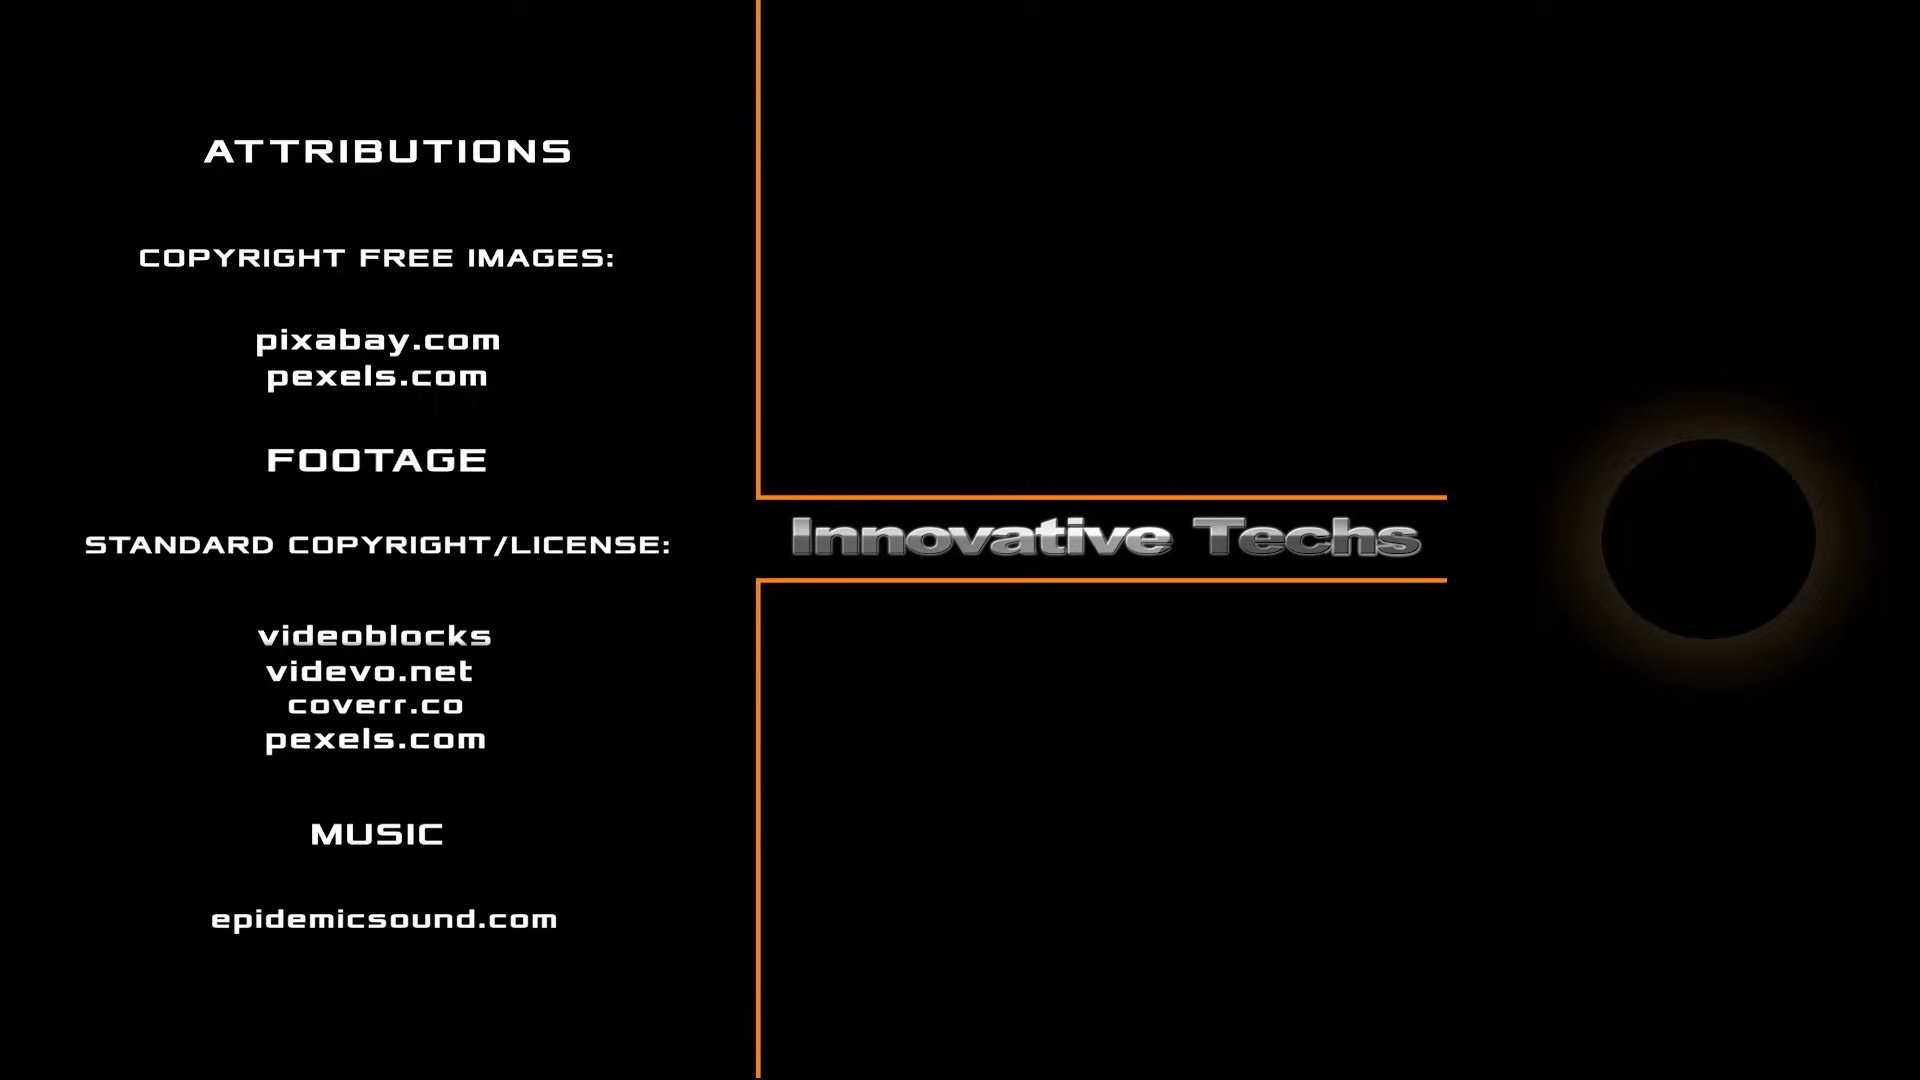 ATTRIBUTIONS
COPYRIGHT FREE IMAGES:
pixabay.com
pexels.com
FOOTAGE
STANDARD COPYRIGHT/LICENSE:
videoblocks
videvo.net
coverr.co
pexels.com
MUSIC
epidemicsound.com
Innovative Techs